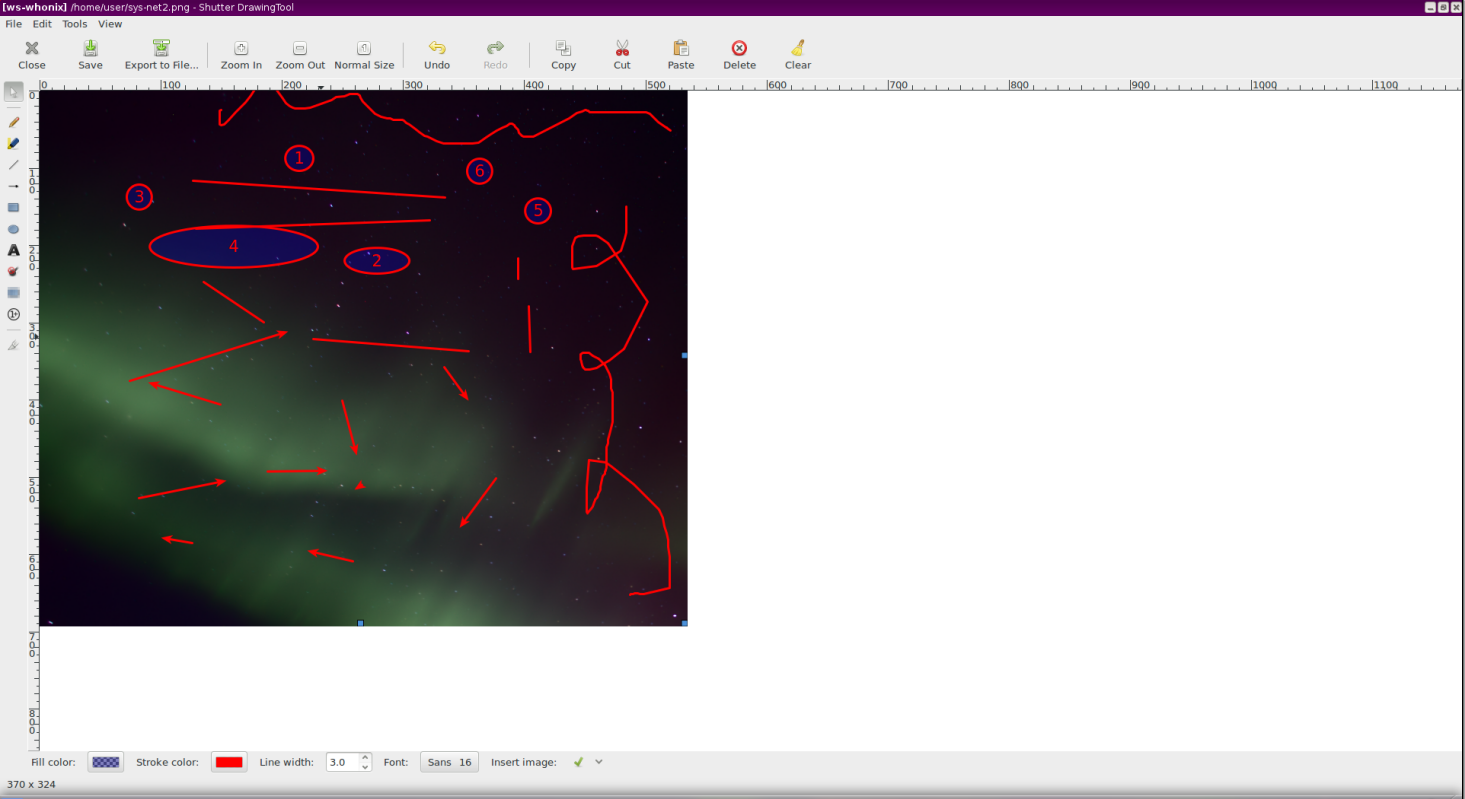 [ws-whonix] /home/user/sys-net2.png - Shutter DrawingTool
File Edit Tools View
Close Save Export to File... Zoom In Zoom Out Normal Size Undo Redo Copy Cut Paste Delete Clear
0 100 200 300 400 500 600 700 800 900 1000 1100
0
100
200
300
400
500
600
700
800
1
6
3
5
4
2
A
1+
Fill color: Stroke color: Line width: 3.0 Font: Sans 16 Insert image:
370 x 324